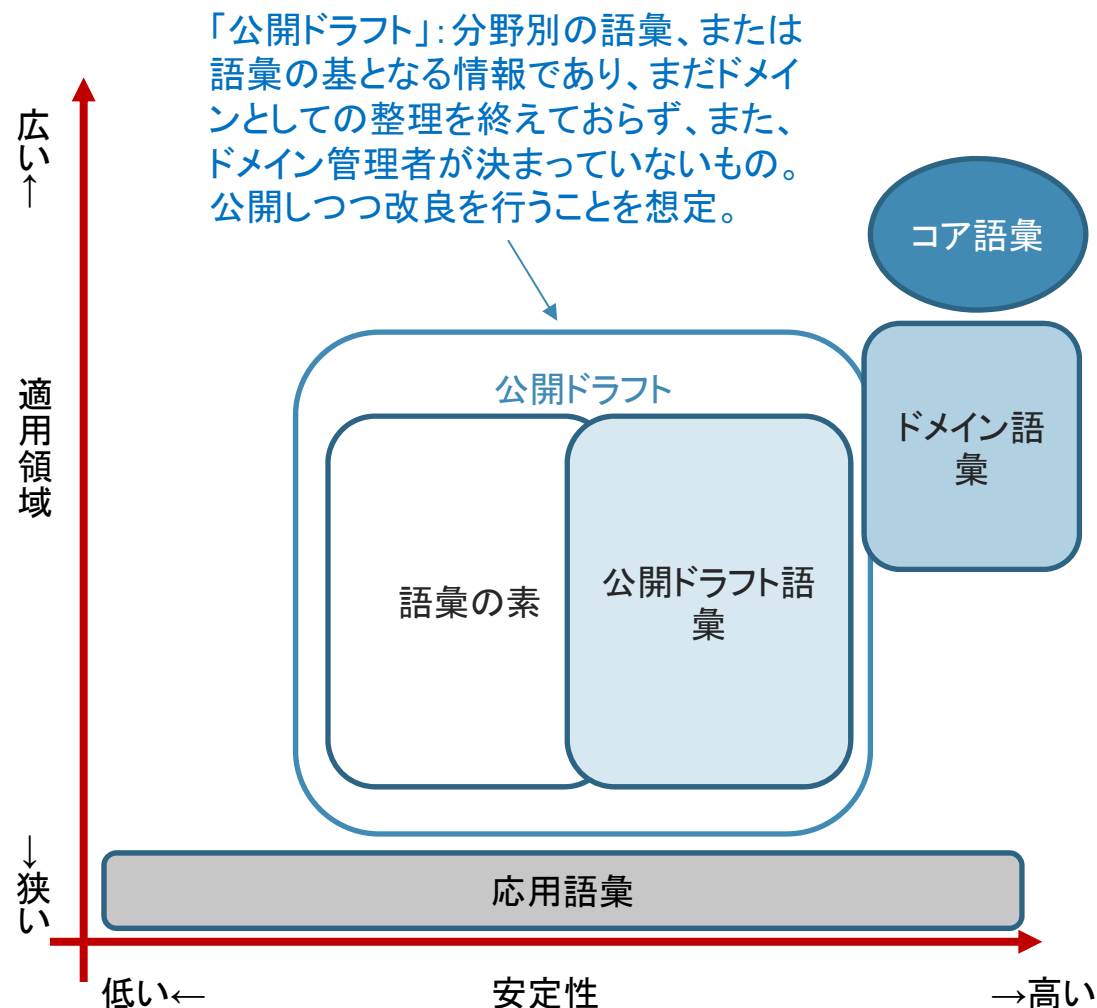 「公開ドラフト」：分野別の語彙、または
語彙の基となる情報であり、まだドメイ
ンとしての整理を終えておらず、また、
ドメイン管理者が決まっていないもの。
公開しつつ改良を行うことを想定。
広い↑
コア語彙
適用領域
公開ドラフト
ドメイン語
彙
語彙の素
公開ドラフト語
彙
↓狭い
応用語彙
低い←
安定性
→高い